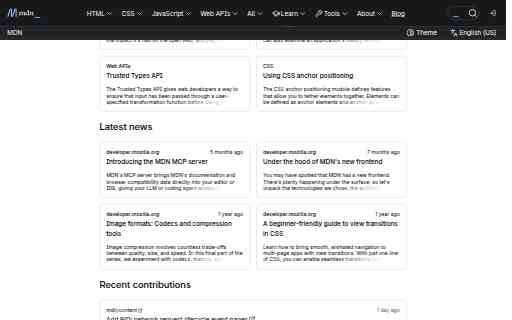 mdn_
HTML
CSS
JavaScript
Web APIs
All
Learn
Tools
About
Blog
MDN
Theme
English (US)
Web APIs
Trusted Types API
The Trusted Types API gives web developers a way to
ensure that input has been passed through a user-
specified transformation function before
CSS
Using CSS anchor positioning
The CSS anchor positioning module defines features
that allow you to tether elements together. Elements can
be defined as anchor elements and
Latest news
developer.mozilla.org
5 months ago
Introducing the MDN MCP server
MDN's MCP server brings MDN's documentation and
browser compatibility data directly into your editor or
IDE, giving your LLM or coding agent
developer.mozilla.org
7 months ago
Under the hood of MDN's new frontend
You may have spotted that MDN has a new frontend.
There's plenty happening under the surface, so let's
unpack the technologies we chose, the
developer.mozilla.org
1 year ago
Image formats: Codecs and compression
tools
Image compression involves countless trade-offs
between quality, size, and speed. In this final part of the
series, we experiment with codecs,
developer.mozilla.org
1 year ago
A beginner-friendly guide to view transitions
in CSS
Learn how to bring smooth, animated navigation to
multi-page apps with view transitions. With just one line
of CSS, you can enable seamless
Recent contributions
mdn/content
1 day ago
Add BiDi network request lifecycle event pages